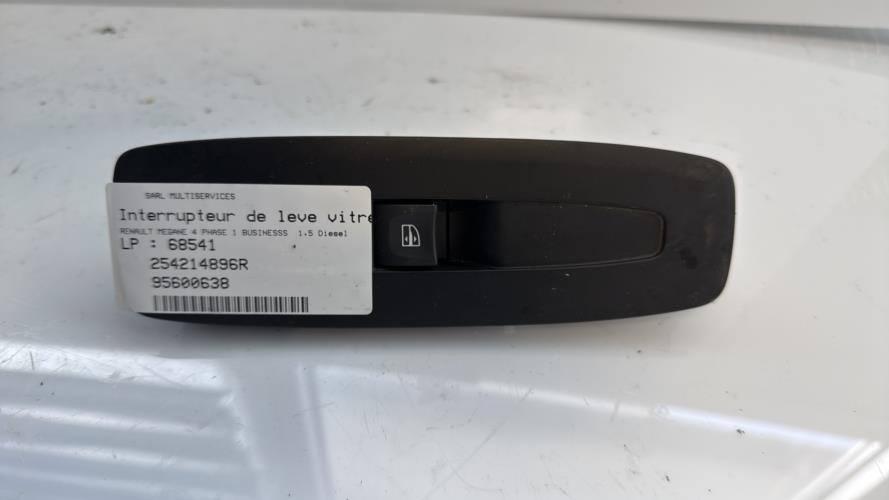 SARL MULTISERVICES
Interrupteur de leve vitre
RENAULT MEGANE 4 PHASE 1 BUSINESSS 1.5 Diesel
LP : 68541
254214896R
95600638